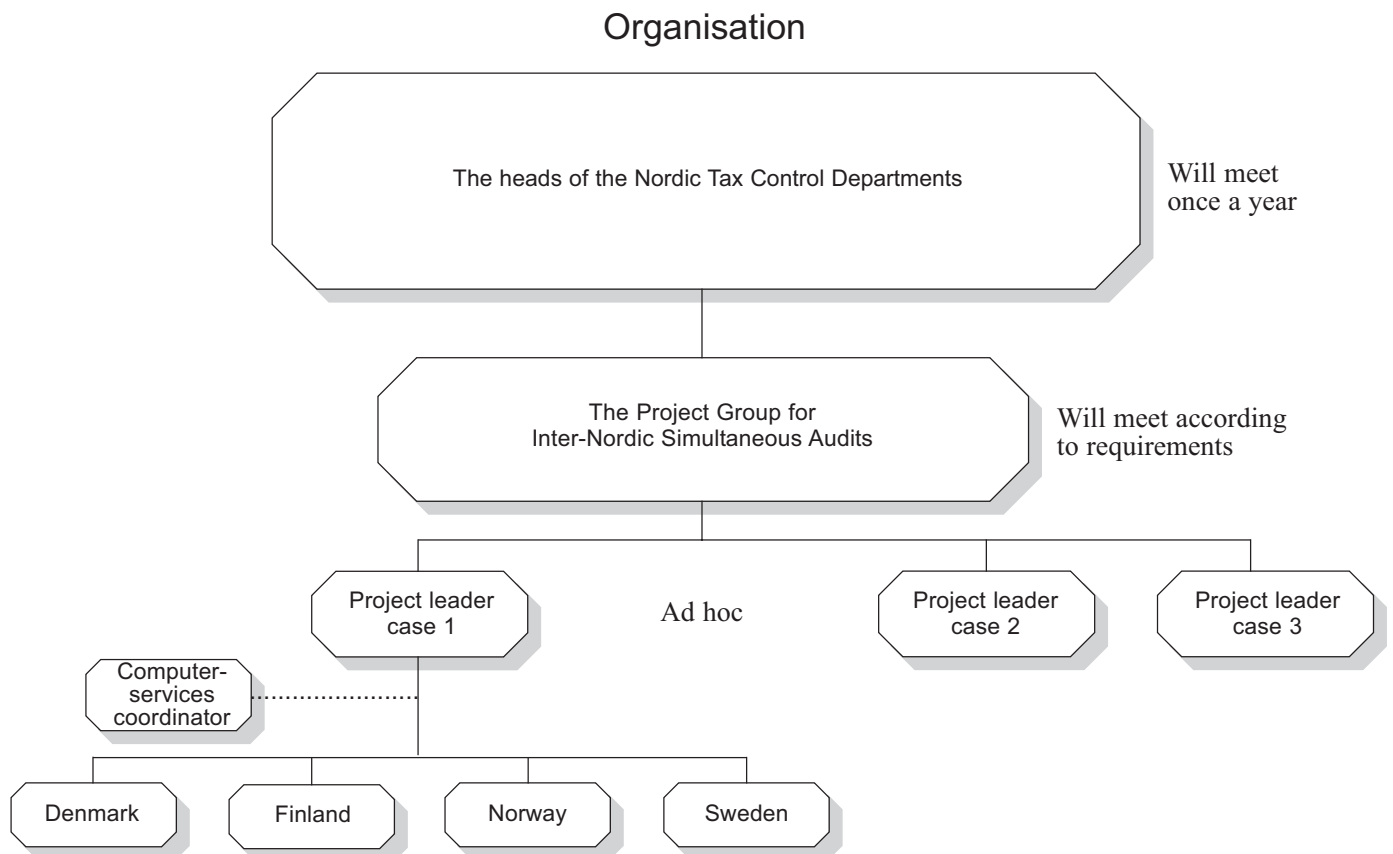 Organisation
The heads of the Nordic Tax Control Departments
Will meet
once a year
The Project Group for
Inter-Nordic Simultaneous Audits
Will meet according
to requirements
Project leader
case 1
Ad hoc
Project leader
case 2
Project leader
case 3
Computer-
services
coordinator
Denmark
Finland
Norway
Sweden